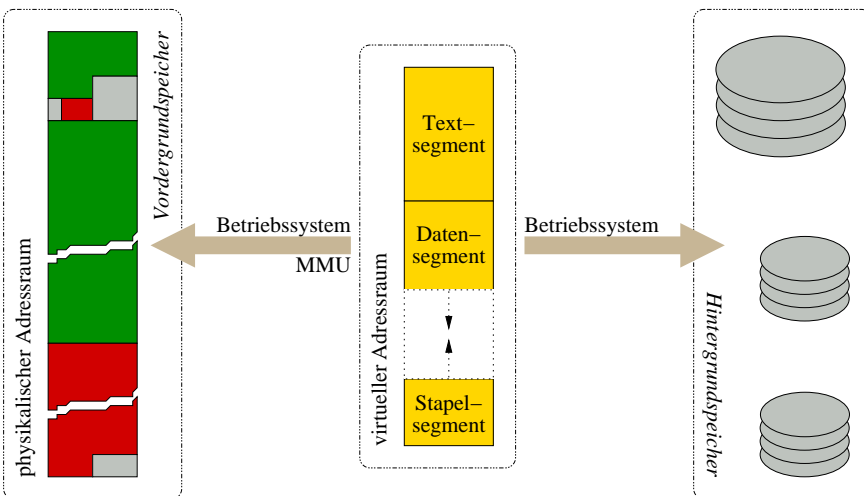 physikalischer Adressraum
Vordergrundspeicher
Betriebssystem
MMU
virtueller Adressraum
Text–
segment
Daten–
segment
Stapel–
segment
Betriebssystem
Hintergrundspeicher